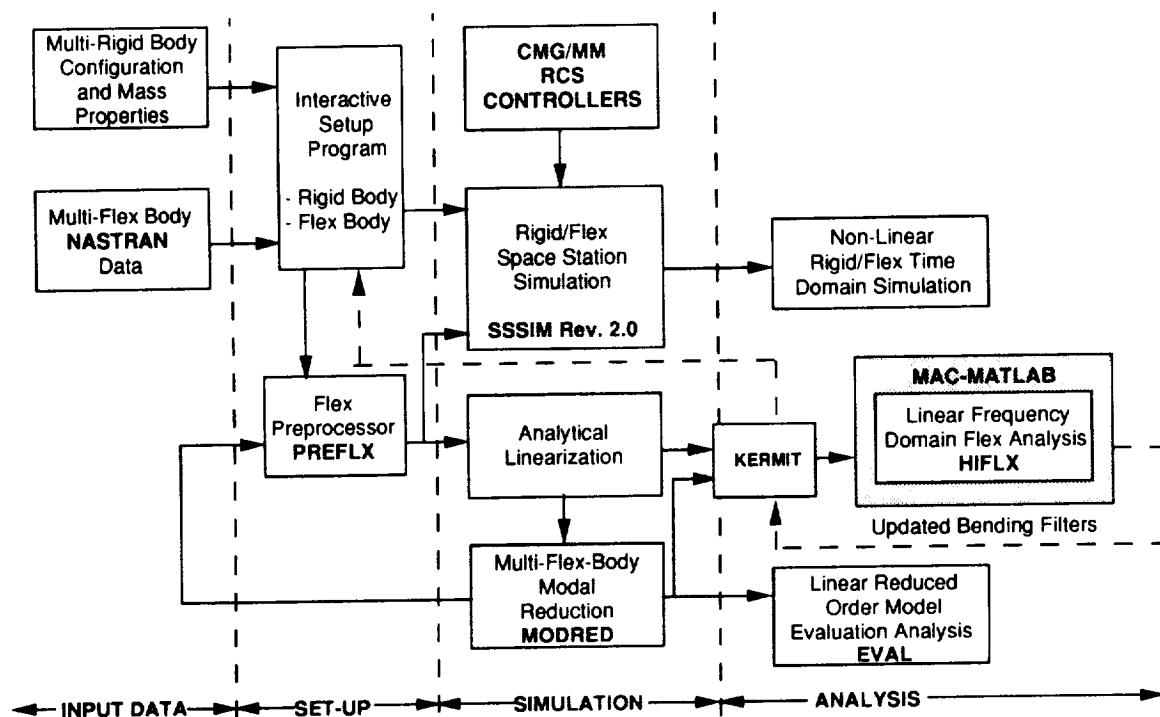 Multi-Rigid Body
Configuration
and Mass
Properties
Multi-Flex Body
NASTRAN
Data
Interactive
Setup
Program
- Rigid Body
- Flex Body
Flex
Preprocessor
PREFLX
CMG/MM
RCS
CONTROLLERS
Rigid/Flex
Space Station
Simulation
SSSIM Rev. 2.0
Analytical
Linearization
Multi-Flex-Body
Modal
Reduction
MODRED
Non-Linear
Rigid/Flex Time
Domain Simulation
KERMIT
MAC-MATLAB
Linear Frequency
Domain Flex Analysis
HIFLX
Updated Bending Filters
Linear Reduced
Order Model
Evaluation Analysis
EVAL
INPUT DATA
SET-UP
SIMULATION
ANALYSIS